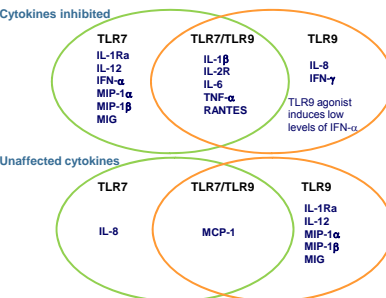 Cytokines inhibited
TLR7
IL-1Ra
IL-12
IFN-α
MIP-1α
MIP-1β
MIG
TLR7/TLR9
IL-1β
IL-2R
IL-6
TNF-α
RANTES
TLR9
IL-8
IFN-γ
TLR9 agonist
induces low
levels of IFN-α
Unaffected cytokines
TLR7
IL-8
TLR7/TLR9
MCP-1
TLR9
IL-1Ra
IL-12
MIP-1α
MIP-1β
MIG